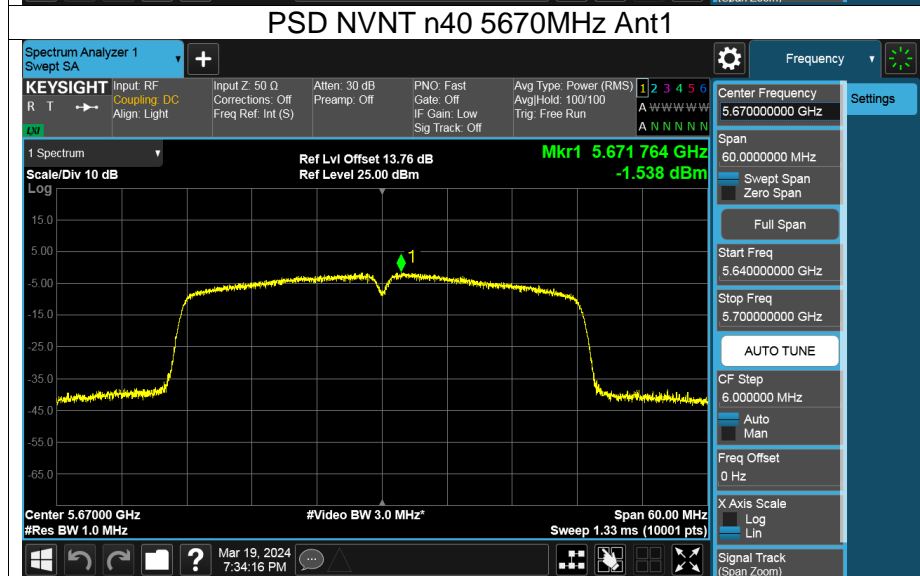 (Span Zoom)
PSD NVNT n40 5670MHz Ant1
Spectrum Analyzer 1
Swept SA
+
Frequency
KEYSIGHT
R T
LXI
Input: RF
Coupling: DC
Align: Light
Input Z: 50 Ω
Corrections: Off
Freq Ref: Int (S)
Atten: 30 dB
Preamp: Off
PNO: Fast
Gate: Off
IF Gain: Low
Sig Track: Off
Avg Type: Power (RMS)
Avg|Hold: 100/100
Trig: Free Run
1 2 3 4 5 6
A W W W W W
A N N N N N
1 Spectrum
Scale/Div 10 dB
Log
Ref Lvl Offset 13.76 dB
Ref Level 25.00 dBm
Mkr1 5.671 764 GHz
-1.538 dBm
15.0
5.00
-5.00
-15.0
-25.0
-35.0
-45.0
-55.0
-65.0
1
Center 5.67000 GHz
#Res BW 1.0 MHz
#Video BW 3.0 MHz*
Span 60.00 MHz
Sweep 1.33 ms (10001 pts)
Center Frequency
5.670000000 GHz
Settings
Span
60.0000000 MHz
Swept Span
Zero Span
Full Span
Start Freq
5.640000000 GHz
Stop Freq
5.700000000 GHz
AUTO TUNE
CF Step
6.000000 MHz
Auto
Man
Freq Offset
0 Hz
X Axis Scale
Log
Lin
Signal Track
(Span Zoom)
?
Mar 19, 2024
7:34:16 PM